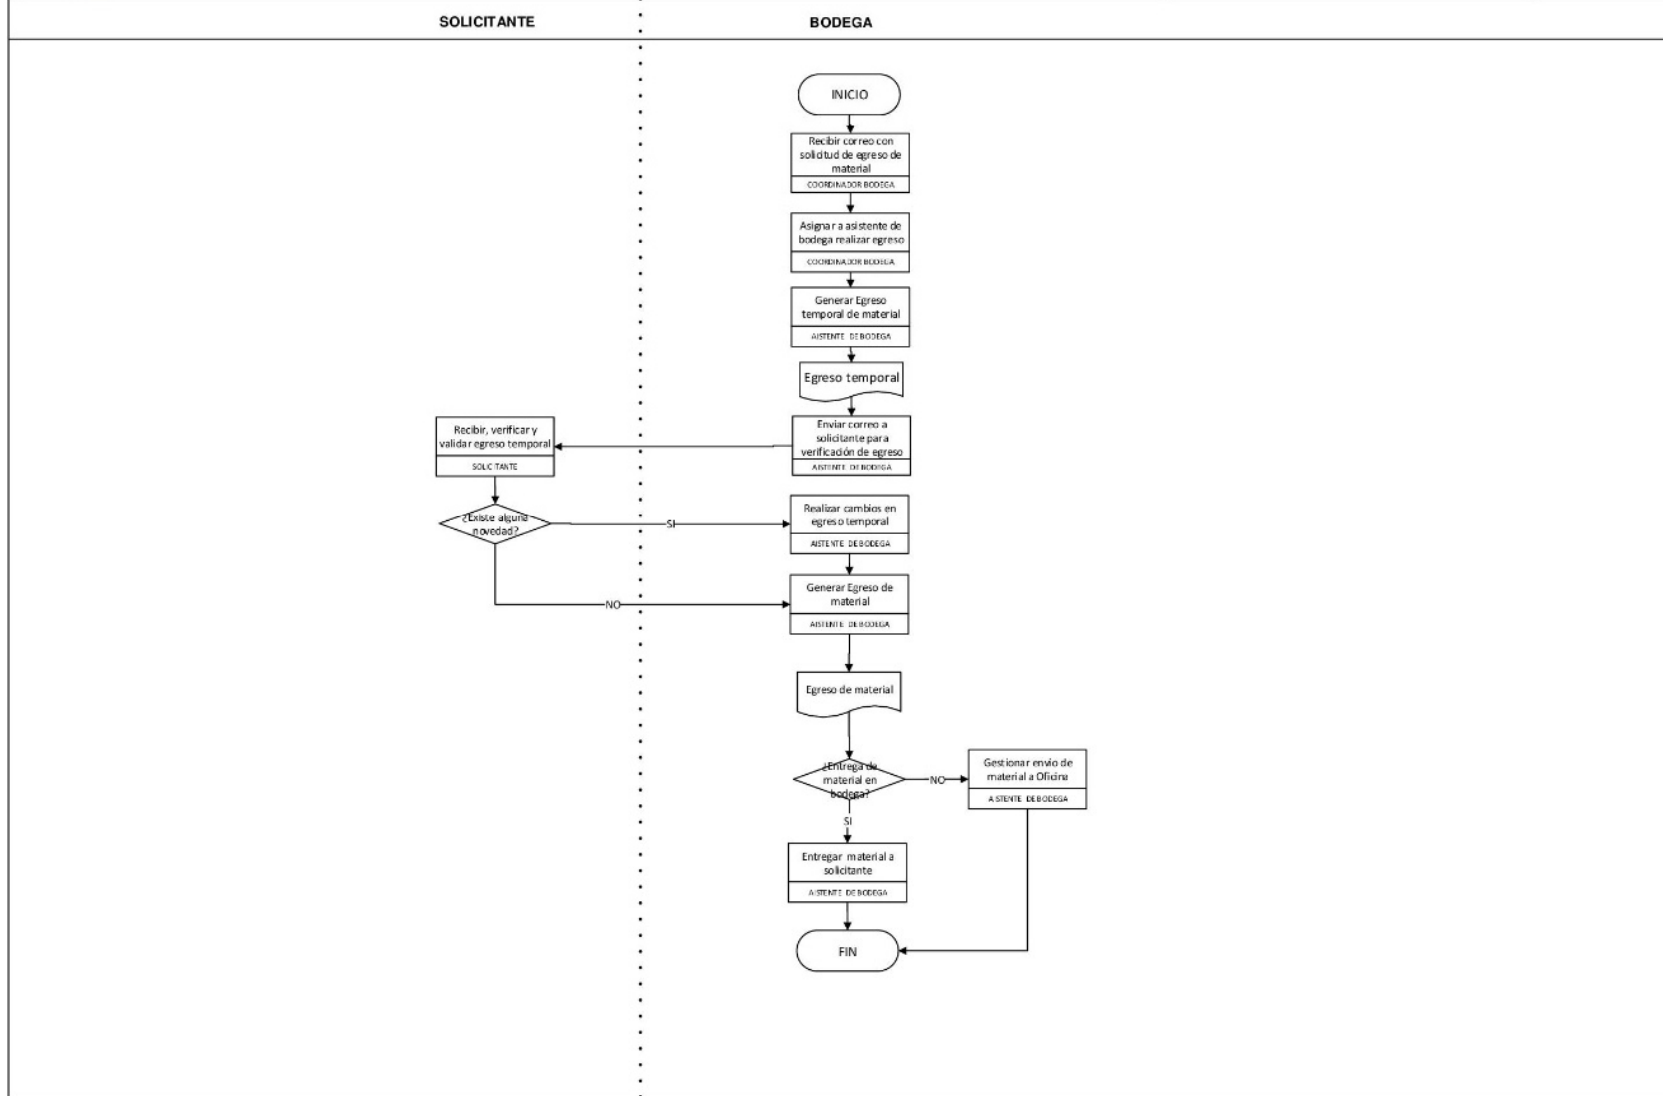 SOLICITANTE
BODEGA
INICIO
Recibir correo con
solicitud de egreso de
material
COORDINADOR BODEGA
Asignar a asistente de
bodega realizar egreso
COORDINADOR BODEGA
Generar Egreso
temporal de material
AISTENTE DE BODEGA
Egreso temporal
Enviar correo a
solicitante para
verificación de egreso
AISTENTE DE BODEGA
Recibir, verificar y
validar egreso temporal
SOLICITANTE
¿Existe alguna
novedad?
SI
Realizar cambios en
egreso temporal
AISTENTE DE BODEGA
NO
Generar Egreso de
material
AISTENTE DE BODEGA
Egreso de material
¿Entrega de
material en
bodega?
NO
Gestionar envio de
material a Oficina
AISTENTE DE BODEGA
SI
Entregar material a
solicitante
AISTENTE DE BODEGA
FIN